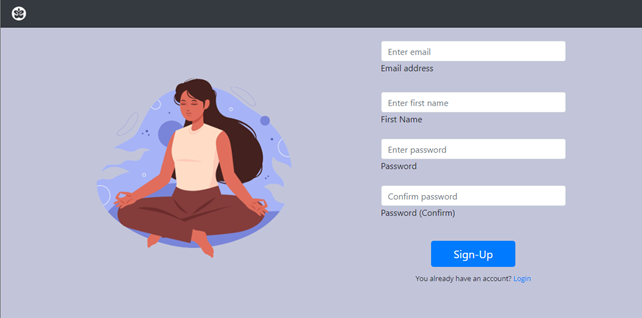 Enter email
Email address
Enter first name
First Name
Enter password
Password
Confirm password
Password (Confirm)
Sign-Up
You already have an account? Login